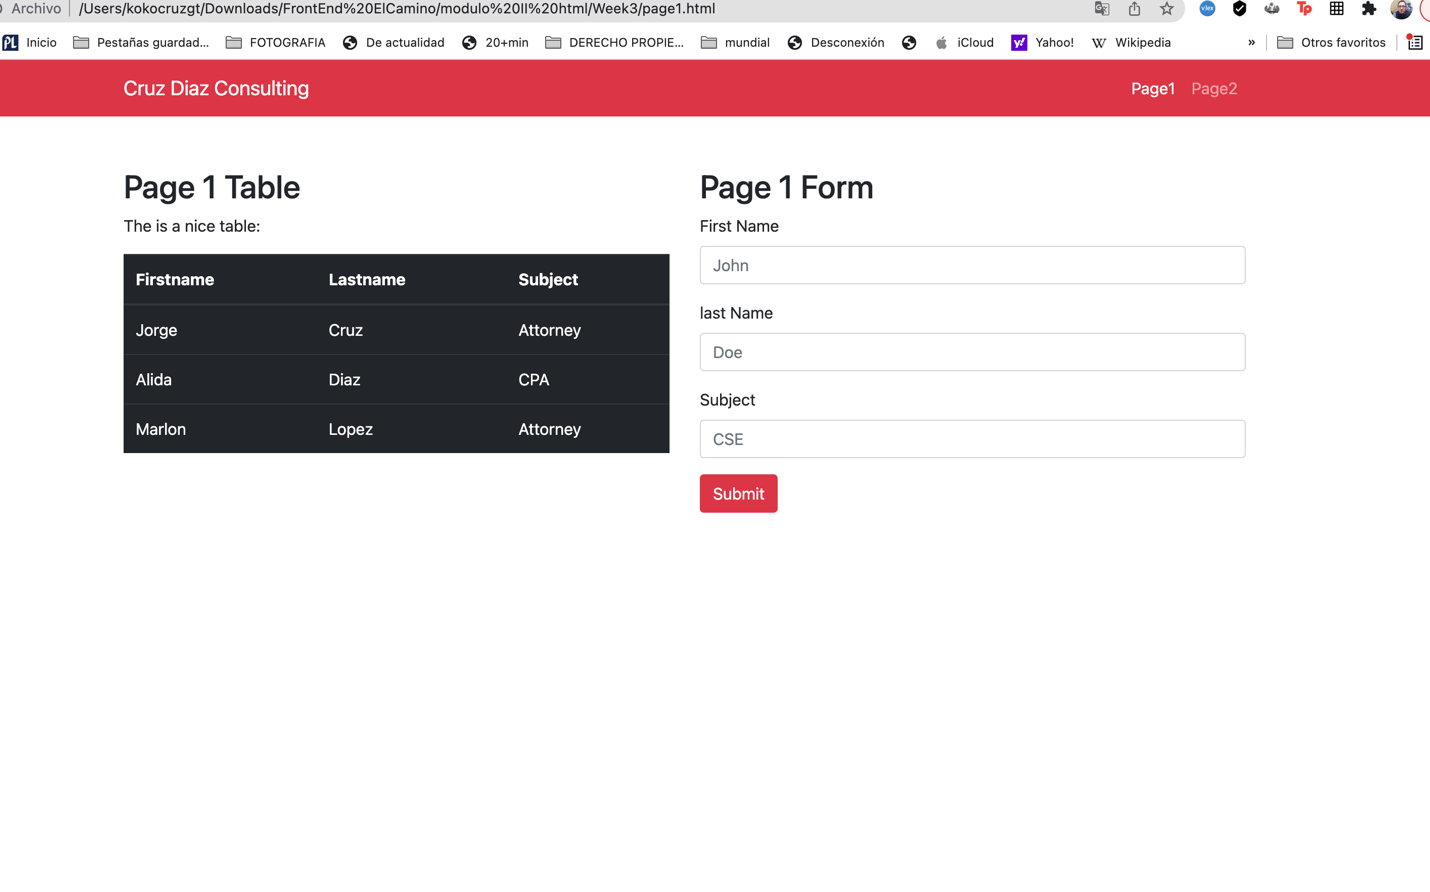 Archivo /Users/kokocruzgt/Downloads/FrontEnd%20ElCamino/modulo%20II%20html/Week3/page1.html vlex Tp
PL Inicio Pestañas guardad... FOTOGRAFIA De actualidad 20+min DERECHO PROPIE... mundial Desconexión iCloud y! Yahoo! W Wikipedia » Otros favoritos
Cruz Diaz Consulting Page1 Page2
Page 1 Table
The is a nice table:
Firstname Lastname Subject
Jorge Cruz Attorney
Alida Diaz CPA
Marlon Lopez Attorney
Page 1 Form
First Name
John
last Name
Doe
Subject
CSE
Submit